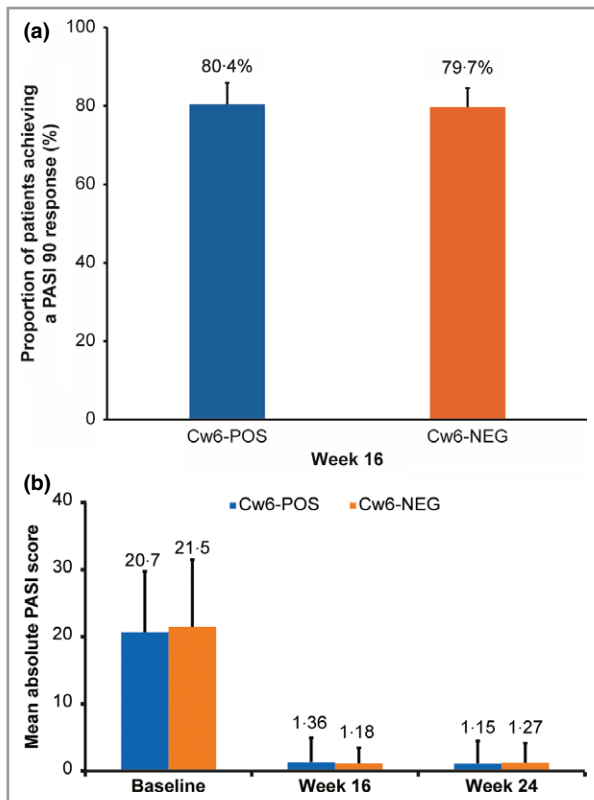 (a)
Proportion of patients achieving
a PASI 90 response (%)
100
80
60
40
20
0
80·4%
79·7%
Cw6-POS
Cw6-NEG
Week 16
(b)
Mean absolute PASI score
40
30
20
10
0
Cw6-POS
Cw6-NEG
20·7
21·5
1·36
1·18
1·15
1·27
Baseline
Week 16
Week 24